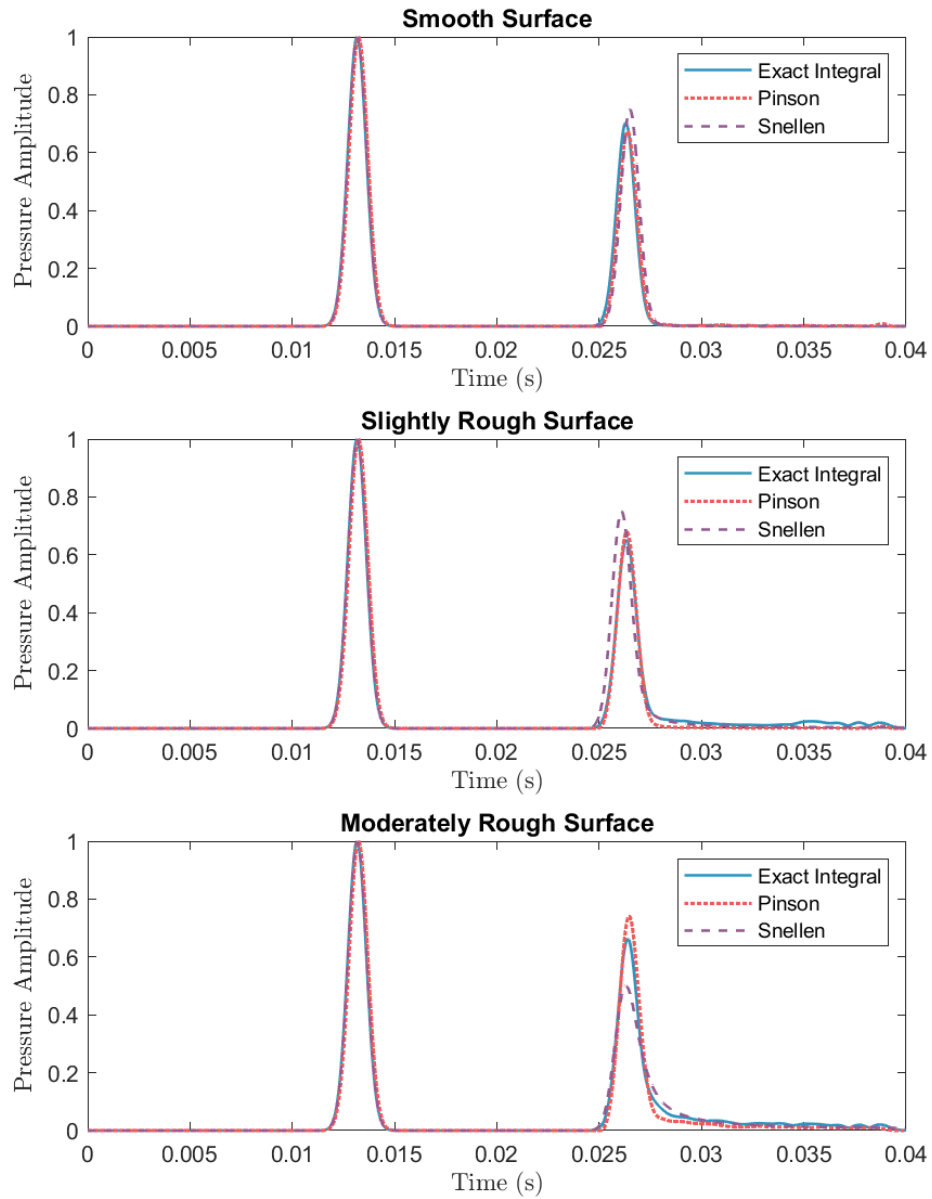 Smooth Surface
Pressure Amplitude
1
0.8
0.6
0.4
0.2
0
Exact Integral
Pinson
Snellen
0 0.005 0.01 0.015 0.02 0.025 0.03 0.035 0.04
Time (s)
Slightly Rough Surface
Pressure Amplitude
1
0.8
0.6
0.4
0.2
0
Exact Integral
Pinson
Snellen
0 0.005 0.01 0.015 0.02 0.025 0.03 0.035 0.04
Time (s)
Moderately Rough Surface
Pressure Amplitude
1
0.8
0.6
0.4
0.2
0
Exact Integral
Pinson
Snellen
0 0.005 0.01 0.015 0.02 0.025 0.03 0.035 0.04
Time (s)